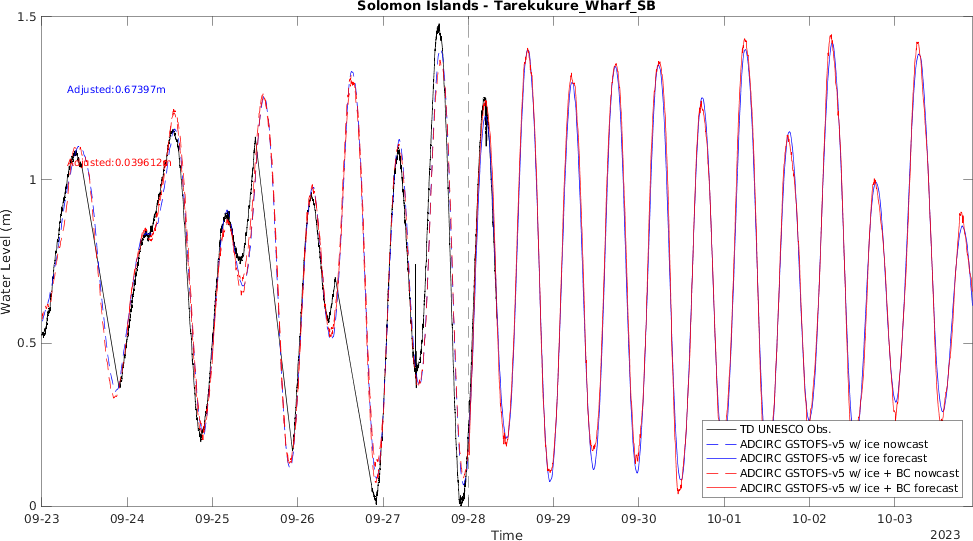 Solomon Islands - Tarekukure_Wharf_SB
1.5
Adjusted:0.67397m
Adjusted:0.039612m
1
Water Level (m)
0.5
TD UNESCO Obs.
ADCIRC GSTOFS-v5 w/ ice nowcast
ADCIRC GSTOFS-v5 w/ ice forecast
ADCIRC GSTOFS-v5 w/ ice + BC nowcast
ADCIRC GSTOFS-v5 w/ ice + BC forecast
0
09-23 09-24 09-25 09-26 09-27 09-28 09-29 09-30 10-01 10-02 10-03
Time
2023